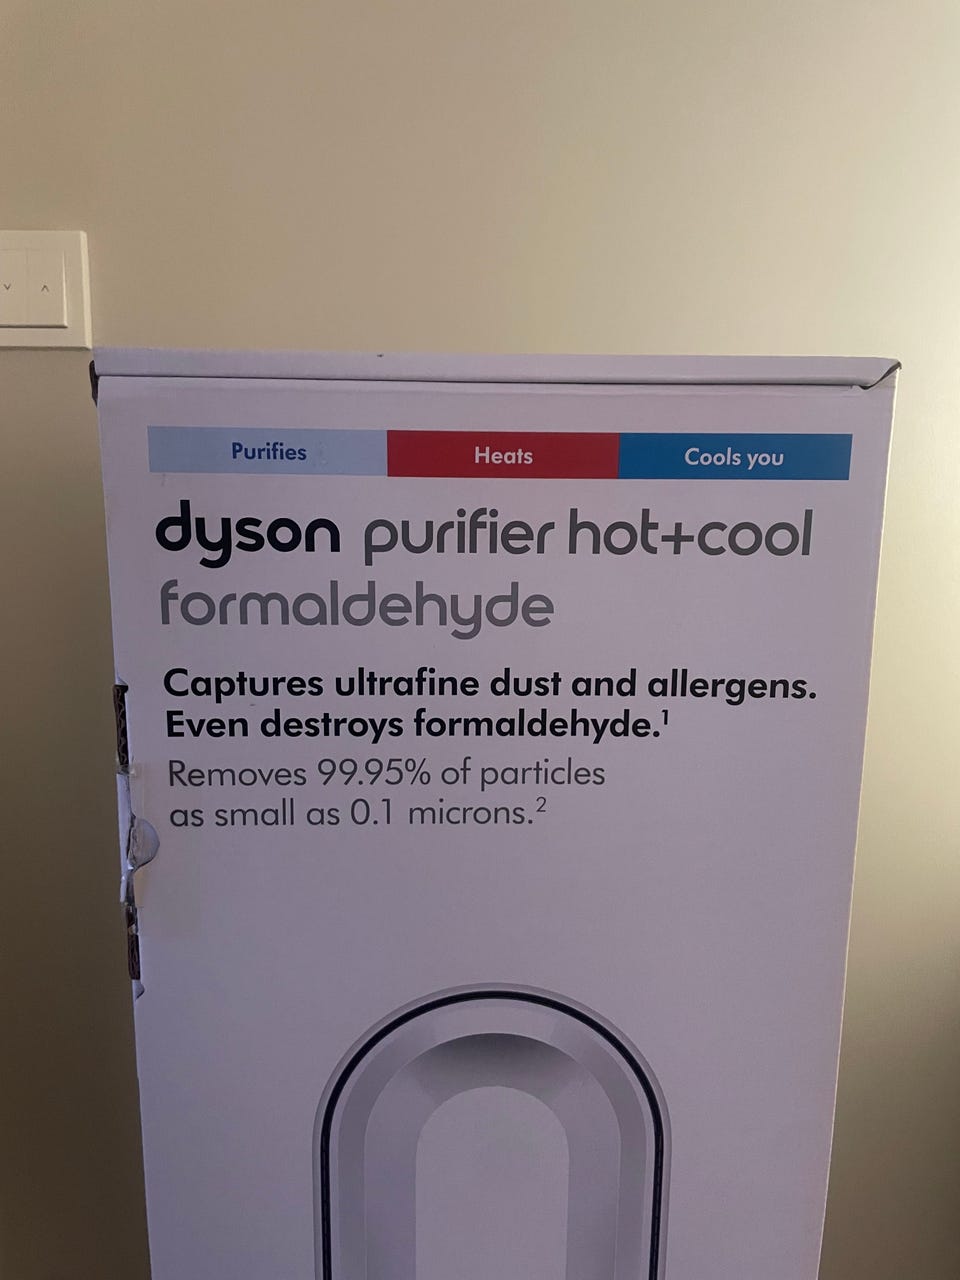 Purifies Heats Cools you
dyson purifier hot+cool
formaldehyde
Captures ultrafine dust and allergens.
Even destroys formaldehyde.¹
Removes 99.95% of particles
as small as 0.1 microns.²